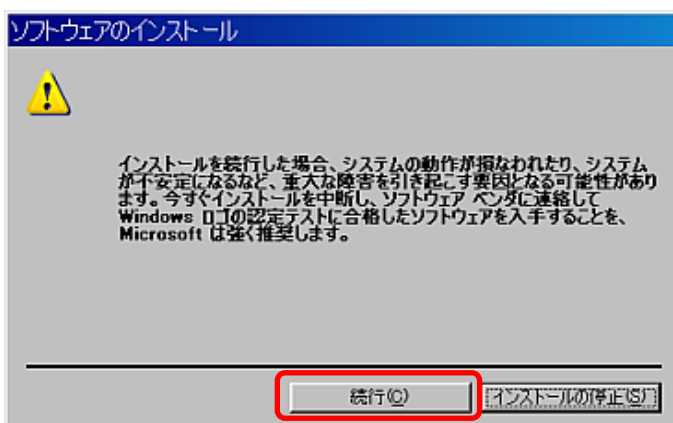 ソフトウェアのインストール
インストールを続行した場合、システムの動作が損なわれたり、システム
が不安定になるなど、重大な障害を引き起こす要因となる可能性があり
ます。今すぐインストールを中断し、ソフトウェア ベンダに連絡して
Windows ロゴの認定テストに合格したソフトウェアを入手することを、
Microsoft は強く推奨します。
続行(C)
インストールの停止(S)